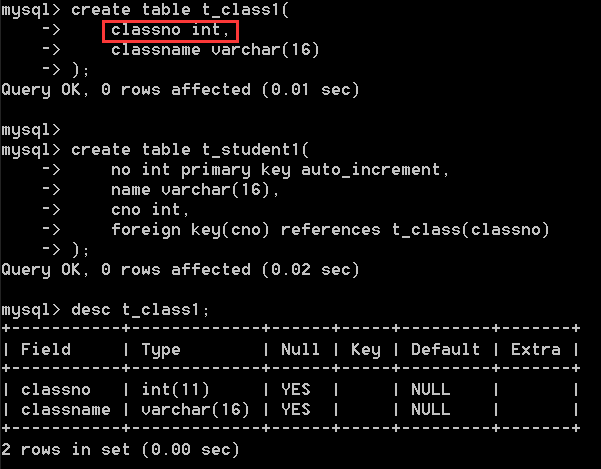 mysql> create table t_class1(
    ->     classno int,
    ->     classname varchar(16)
    -> );
Query OK, 0 rows affected (0.01 sec)

mysql>
mysql> create table t_student1(
    ->     no int primary key auto_increment,
    ->     name varchar(16),
    ->     cno int,
    ->     foreign key(cno) references t_class(classno)
    -> );
Query OK, 0 rows affected (0.02 sec)

mysql> desc t_class1;
+-----------+-------------+------+-----+---------+-------+
| Field     | Type        | Null | Key | Default | Extra |
+-----------+-------------+------+-----+---------+-------+
| classno   | int(11)     | YES  |     | NULL    |       |
| classname | varchar(16) | YES  |     | NULL    |       |
+-----------+-------------+------+-----+---------+-------+
2 rows in set (0.00 sec)